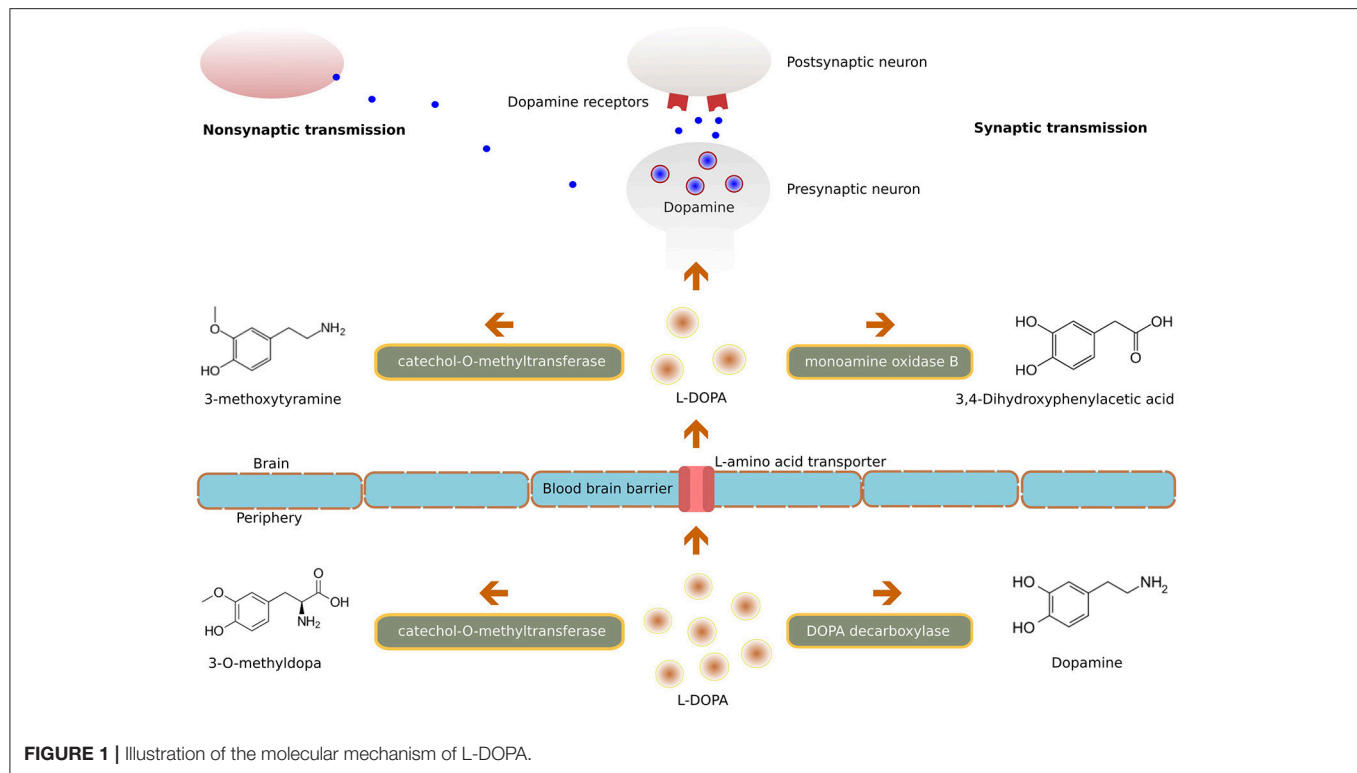 Postsynaptic neuron
Dopamine receptors
Nonsynaptic transmission
Synaptic transmission
Presynaptic neuron
Dopamine
O
HO
NH2
catechol-O-methyltransferase
monoamine oxidase B
HO
HO
OH
O
3-methoxytyramine
L-DOPA
3,4-Dihydroxyphenylacetic acid
Brain
L-amino acid transporter
Blood brain barrier
Periphery
O
O
OH
NH2
HO
catechol-O-methyltransferase
DOPA decarboxylase
HO
HO
NH2
3-O-methyldopa
L-DOPA
Dopamine
FIGURE 1 | Illustration of the molecular mechanism of L-DOPA.